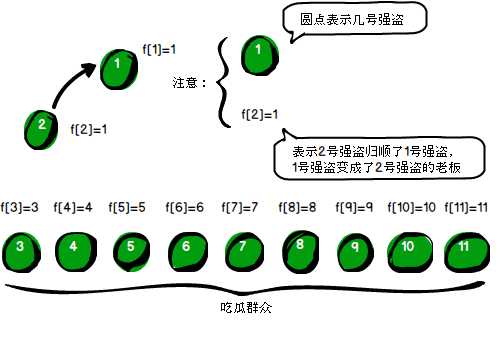 圆点表示几号强盗
f[1]=1
1
1
注意：
2
f[2]=1
f[2]=1
表示2号强盗归顺了1号强盗，
1号强盗变成了2号强盗的老板
f[3]=3 f[4]=4 f[5]=5 f[6]=6 f[7]=7 f[8]=8 f[9]=9 f[10]=10 f[11]=11
3 4 5 6 7 8 9 10 11
吃瓜群众